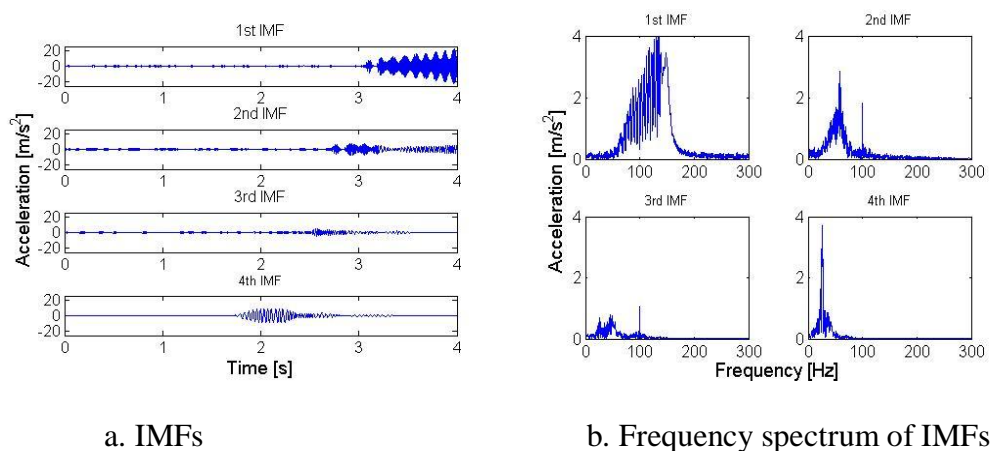 1st IMF
20
0
-20
0 1 2 3 4
2nd IMF
20
0
-20
0 1 2 3 4
3rd IMF
20
0
-20
0 1 2 3 4
4th IMF
20
0
-20
0 1 2 3 4
Acceleration [m/s²]
Time [s]
a. IMFs
1st IMF
4
2
0
0 100 200 300
2nd IMF
4
2
0
0 100 200 300
3rd IMF
4
2
0
0 100 200 300
4th IMF
4
2
0
0 100 200 300
Acceleration [m/s²]
Frequency [Hz]
b. Frequency spectrum of IMFs